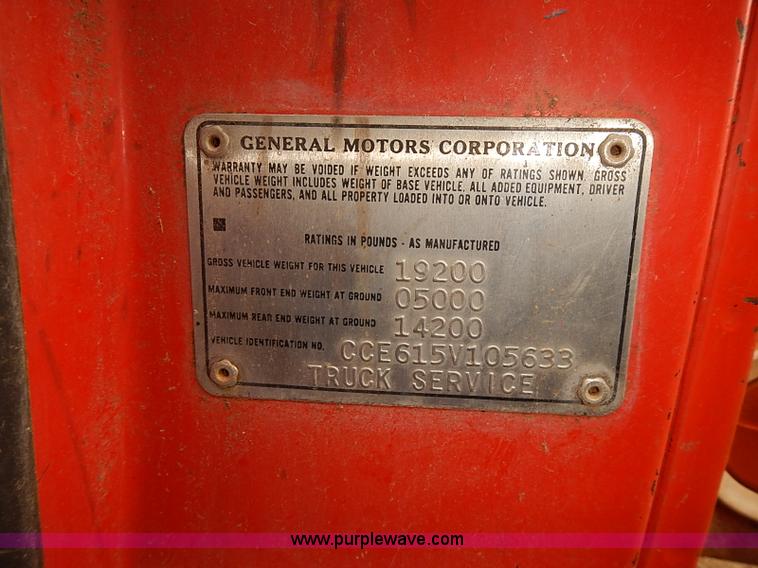 GENERAL MOTORS CORPORATION
WARRANTY MAY BE VOIDED IF WEIGHT EXCEEDS ANY OF RATINGS SHOWN. GROSS
VEHICLE WEIGHT INCLUDES WEIGHT OF BASE VEHICLE, ALL ADDED EQUIPMENT, DRIVER
AND PASSENGERS, AND ALL PROPERTY LOADED INTO OR ONTO VEHICLE.
RATINGS IN POUNDS - AS MANUFACTURED
GROSS VEHICLE WEIGHT FOR THIS VEHICLE 19200
MAXIMUM FRONT END WEIGHT AT GROUND 05000
MAXIMUM REAR END WEIGHT AT GROUND 14200
VEHICLE IDENTIFICATION NO. CCE615V105633
TRUCK SERVICE
www.purplewave.com